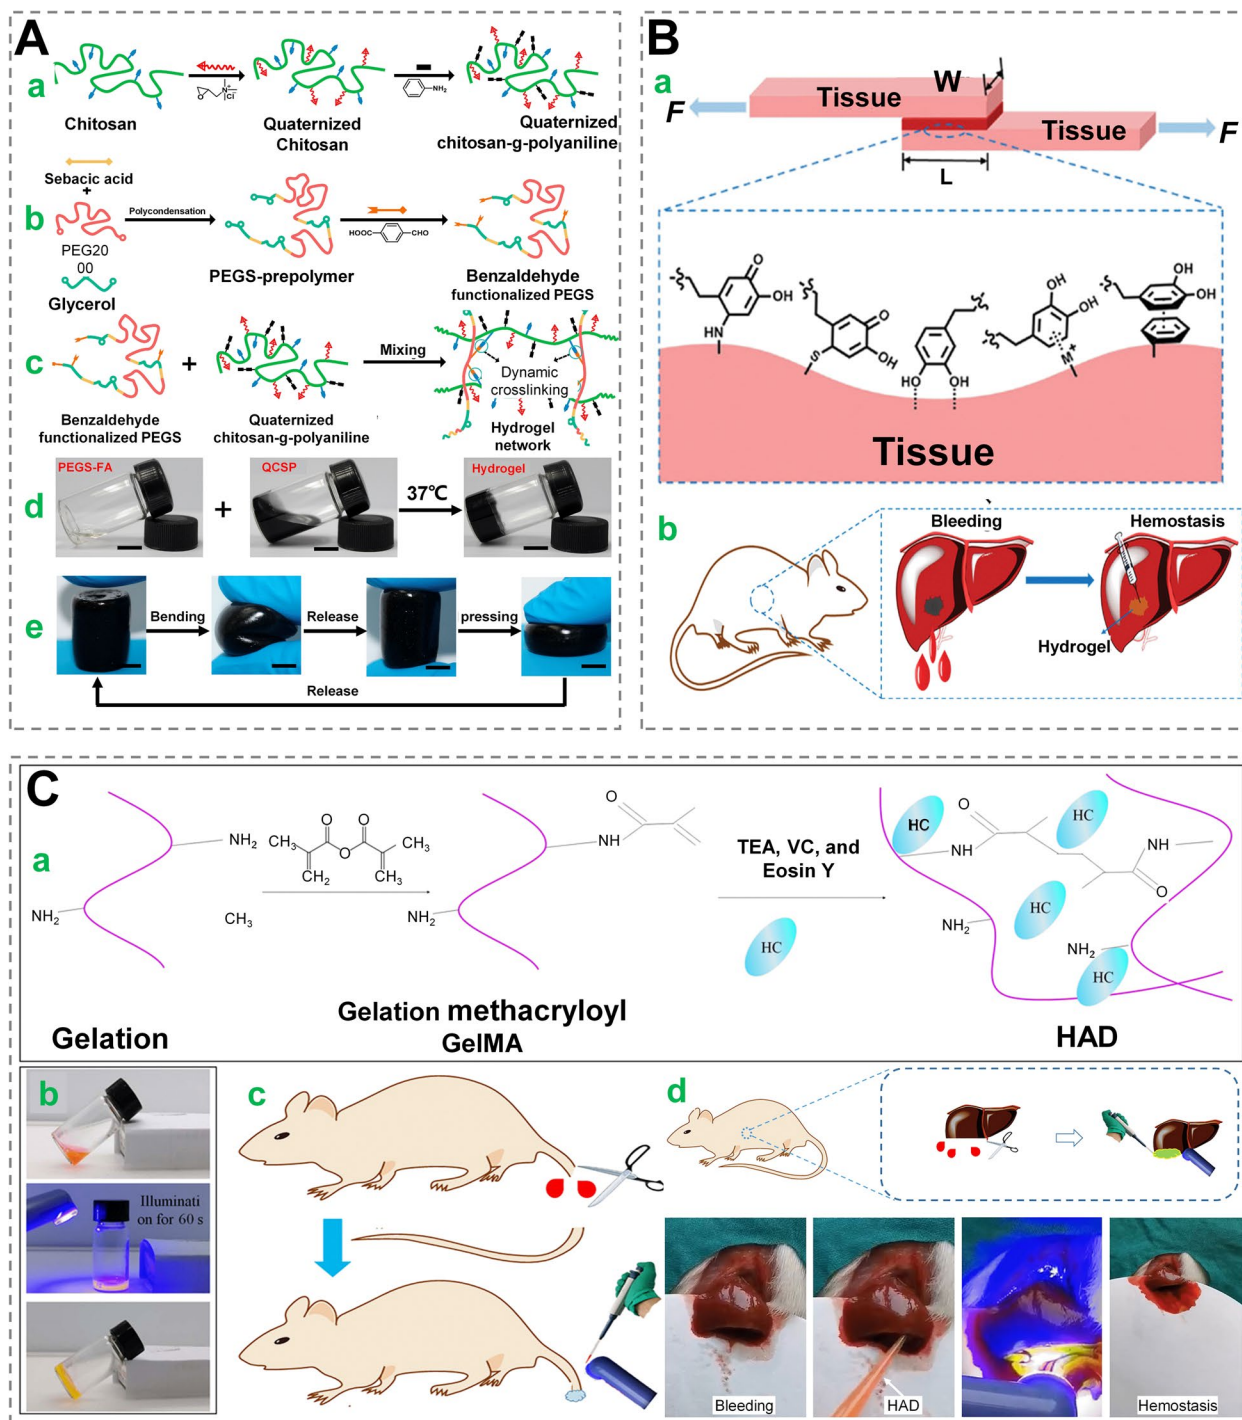 A
a
Chitosan
Cl
Quaternized
Chitosan
NH₂
Quaternized
chitosan-g-polyaniline
Sebacic acid
+
b
PEG20
00
Glycerol
Polycondensation
PEGS-prepolymer
HOOC
CHO
Benzaldehyde
functionalized PEGS
c
Benzaldehyde
functionalized PEGS
+
Quaternized
chitosan-g-polyaniline
Mixing
Dynamic
crosslinking
Hydrogel
network
d
PEGS-FA
+
QCSP
37℃
Hydrogel
e
Bending
Release
pressing
Release
B
a
F
Tissue
W
Tissue
F
L
O
OH
HN
O
OH
S
OH
OH
OH
OH
M⁺
OH
OH
Tissue
b
Bleeding
Hemostasis
Hydrogel
C
a
NH₂
NH₂
O
O
CH₃
O
CH₃
CH₂
CH₃
CH₃
Gelation
O
NH
NH₂
Gelation methacryloyl
GelMA
TEA, VC, and
Eosin Y
HC
HC
O
HC
NH
NH
O
HC
NH₂
NH₂
HC
HAD
b
Illuminati
on for 60 s
c
d
Bleeding
HAD
Hemostasis